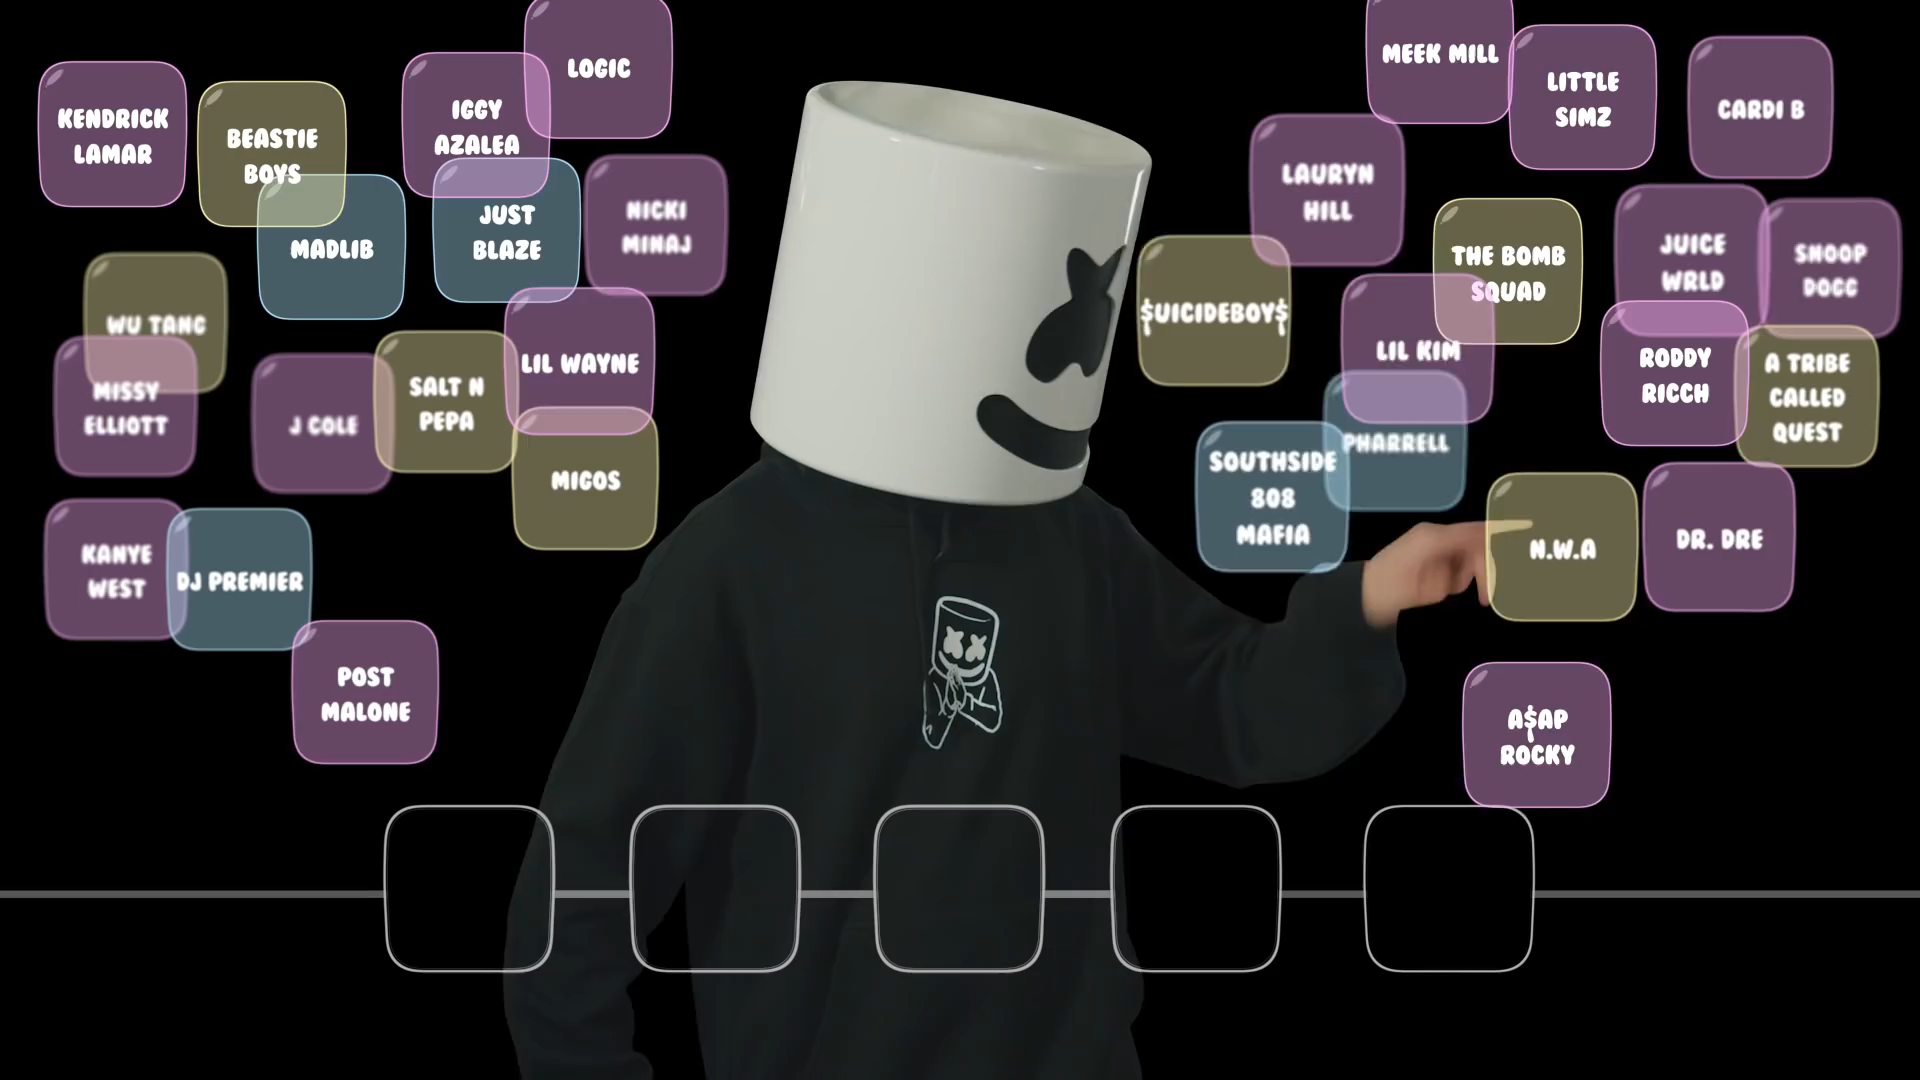 KENDRICK
LAMAR
BEASTIE
BOYS
IGGY
AZALEA
LOGIC
MADLIB
JUST
BLAZE
NICKI
MINAJ
WU TANG
MISSY
ELLIOTT
J COLE
SALT N
PEPA
LIL WAYNE
MIGOS
KANYE
WEST
DJ PREMIER
POST
MALONE
MEEK MILL
LITTLE
SIMZ
CARDI B
LAURYN
HILL
$UICIDEBOY$
THE BOMB
SQUAD
JUICE
WRLD
SNOOP
DOGG
LIL KIM
RODDY
RICCH
A TRIBE
CALLED
QUEST
PHARRELL
SOUTHSIDE
808
MAFIA
N.W.A
DR. DRE
A$AP
ROCKY